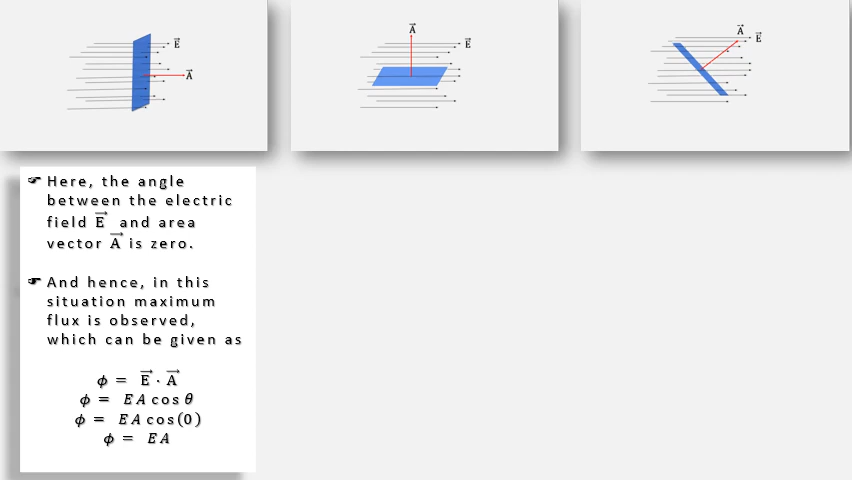 E⃗
A⃗
A⃗
E⃗
A⃗
E⃗
☞ Here, the angle
between the electric
field E⃗ and area
vector A⃗ is zero.
☞ And hence, in this
situation maximum
flux is observed,
which can be given as
ϕ = E⃗ · A⃗
ϕ = EA cos θ
ϕ = EA cos(0)
ϕ = EA